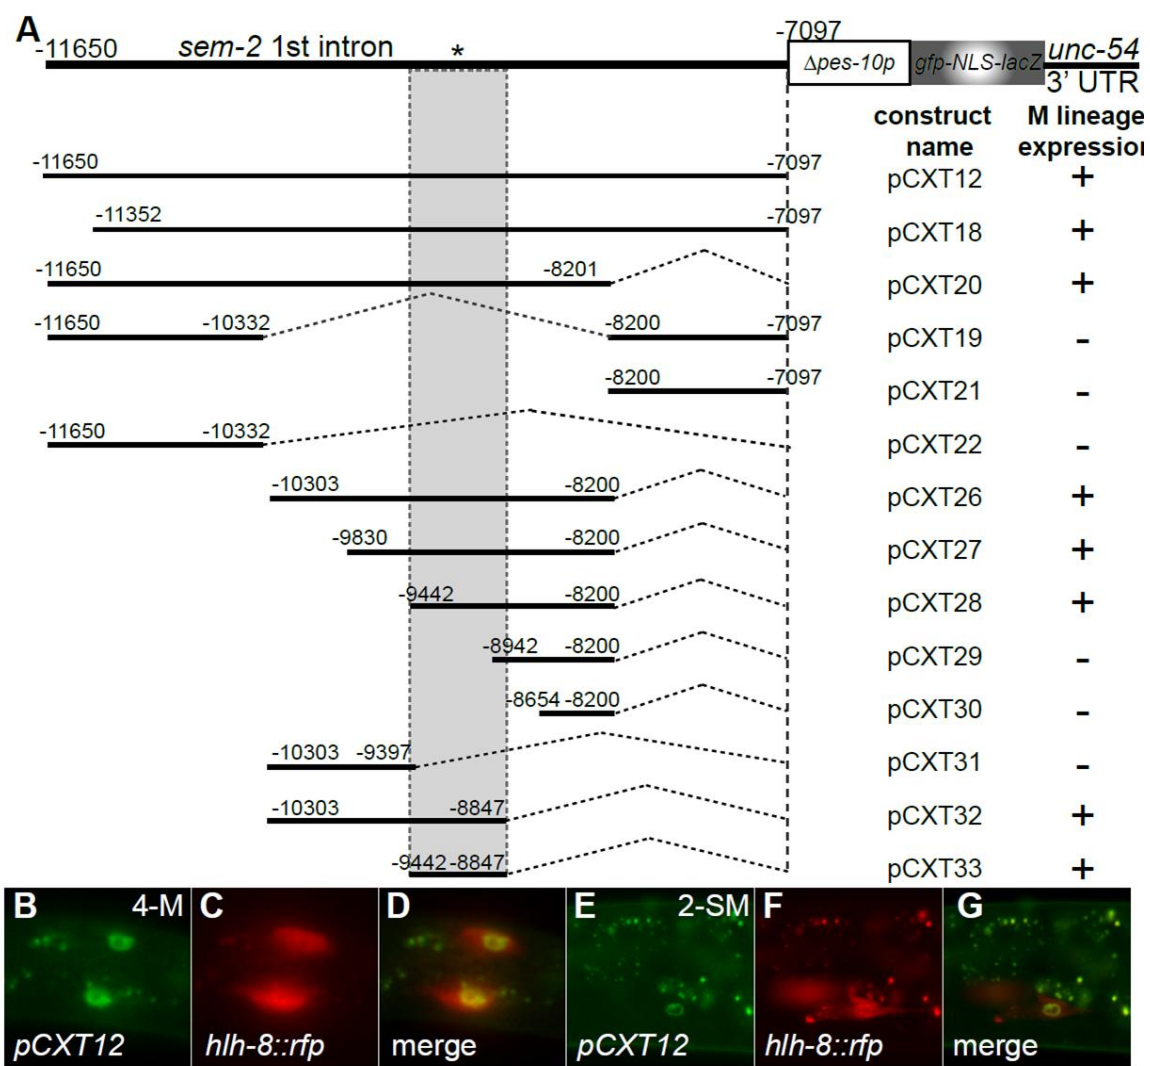 A
-11650 sem-2 1st intron * -7097
Δpes-10p gfp-NLS-lacZ unc-54
3' UTR
construct name M lineage expression
-11650 -7097 pCXT12 +
-11352 -7097 pCXT18 +
-11650 -8201 pCXT20 +
-11650 -10332 -8200 -7097 pCXT19 -
-8200 -7097 pCXT21 -
-11650 -10332 pCXT22 -
-10303 -8200 pCXT26 +
-9830 -8200 pCXT27 +
-9442 -8200 pCXT28 +
-8942 -8200 pCXT29 -
-8654 -8200 pCXT30 -
-10303 -9397 pCXT31 -
-10303 -8847 pCXT32 +
-9442 -8847 pCXT33 +
B 4-M C D E 2-SM F G
pCXT12 hlh-8::rfp merge pCXT12 hlh-8::rfp merge